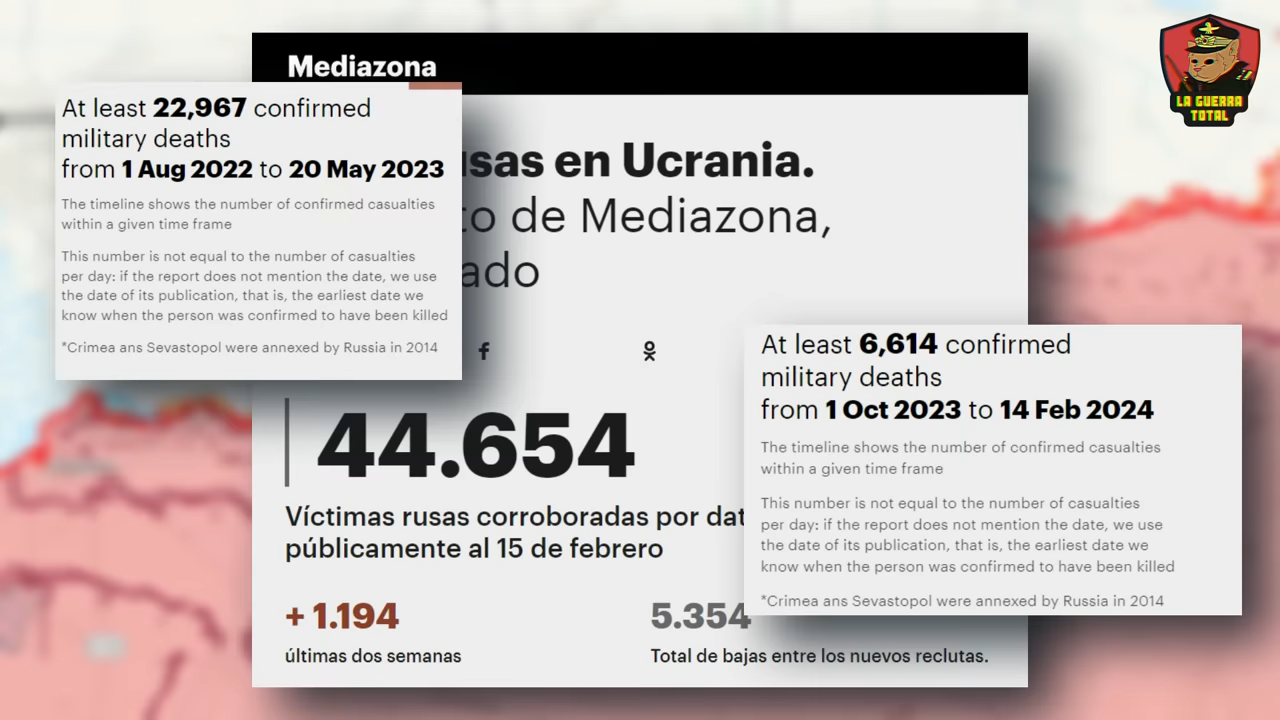 Mediazona
At least 22,967 confirmed
military deaths
from 1 Aug 2022 to 20 May 2023
The timeline shows the number of confirmed casualties
within a given time frame
This number is not equal to the number of casualties
per day: if the report does not mention the date, we use
the date of its publication, that is, the earliest date we
know when the person was confirmed to have been killed
*Crimea ans Sevastopol were annexed by Russia in 2014
en Ucrania.
de Mediazona,
44.654
Víctimas rusas corroboradas por
públicamente al 15 de febrero
+ 1.194
últimas dos semanas
5.354
Total de bajas entre los nuevos reclutas.
At least 6,614 confirmed
military deaths
from 1 Oct 2023 to 14 Feb 2024
The timeline shows the number of confirmed casualties
within a given time frame
This number is not equal to the number of casualties
per day: if the report does not mention the date, we use
the date of its publication, that is, the earliest date we
know when the person was confirmed to have been killed
*Crimea ans Sevastopol were annexed by Russia in 2014
LA GUERRA
TOTAL